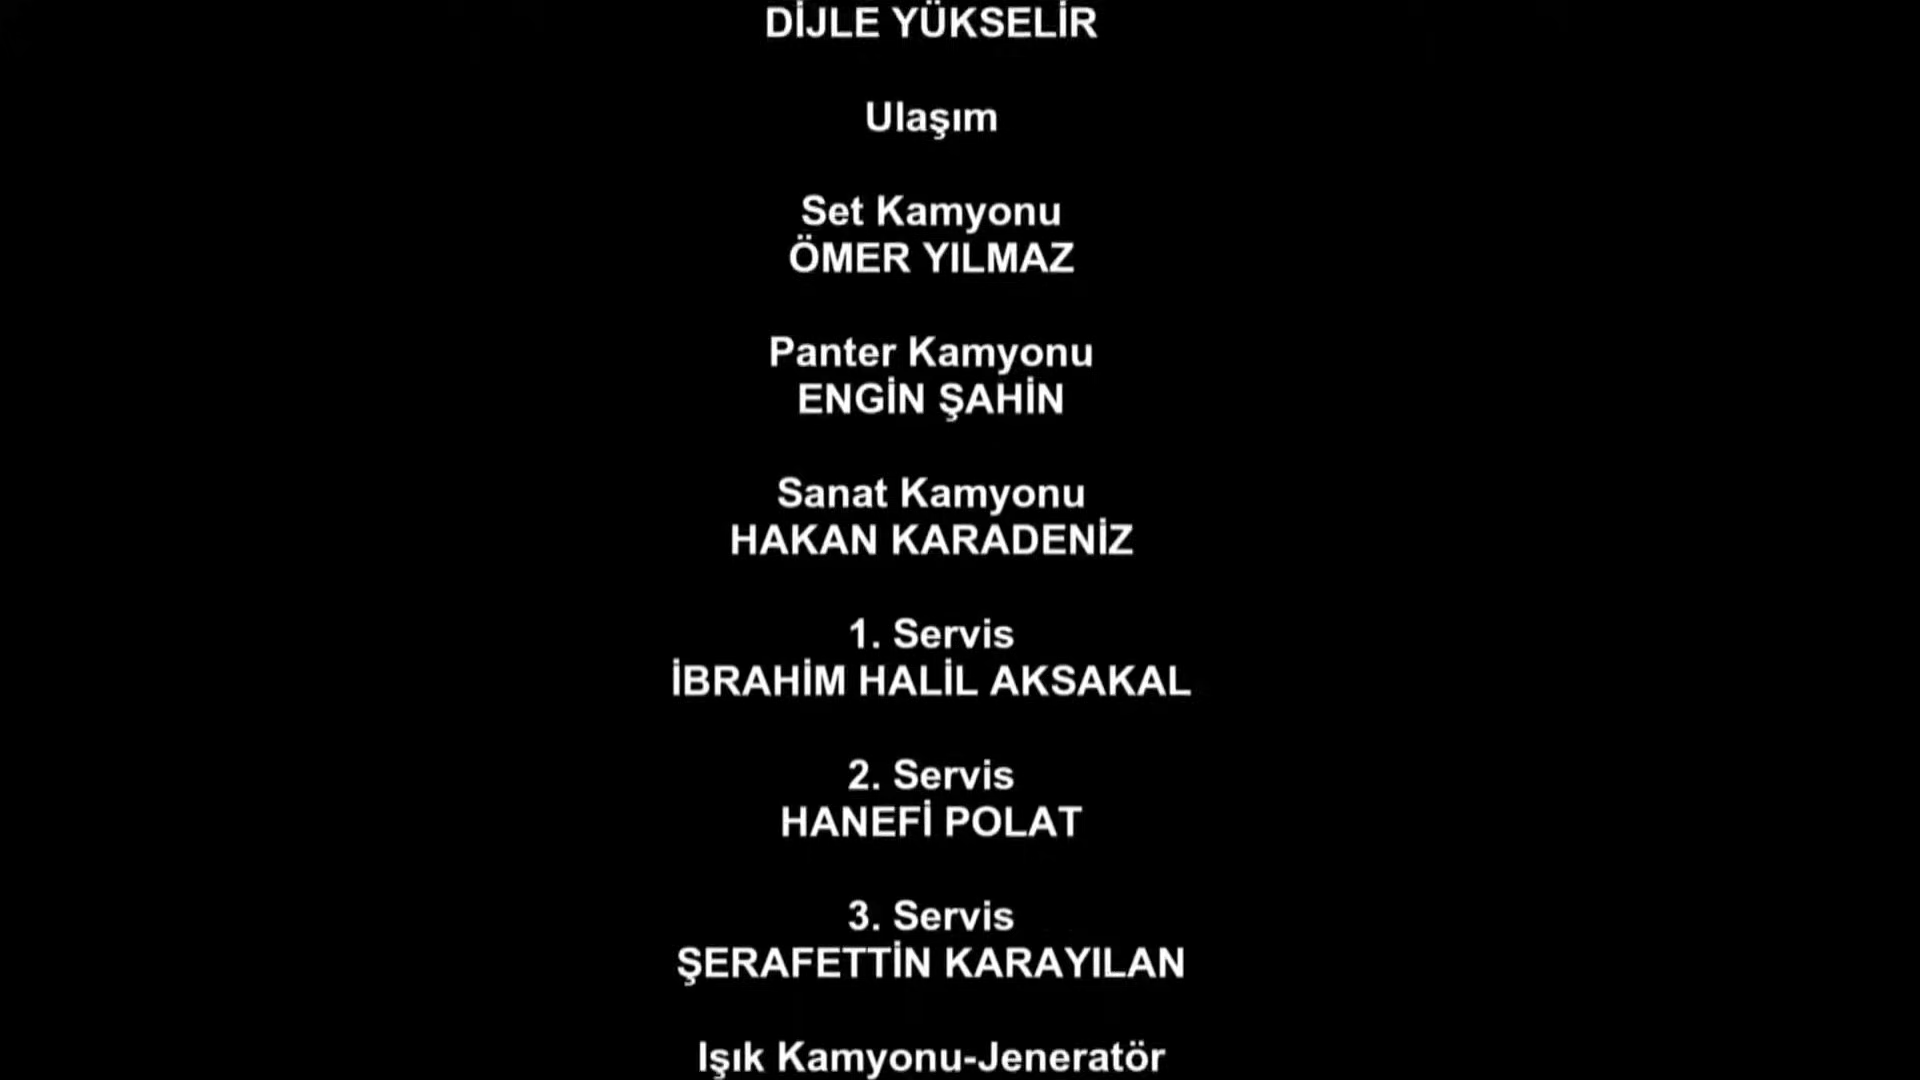 DİJLE YÜKSELİR
Ulaşım
Set Kamyonu
ÖMER YILMAZ
Panter Kamyonu
ENGİN ŞAHİN
Sanat Kamyonu
HAKAN KARADENİZ
1. Servis
İBRAHİM HALİL AKSAKAL
2. Servis
HANEFİ POLAT
3. Servis
ŞERAFETTİN KARAYILAN
Işık Kamyonu-Jeneratör